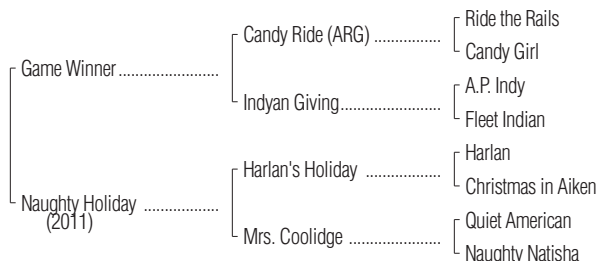 Ride the Rails
Candy Ride (ARG) ..................
Candy Girl
Game Winner ........................
A.P. Indy
Indyan Giving........................
Fleet Indian
Harlan
Harlan's Holiday ..................
Christmas in Aiken
Naughty Holiday ..................
(2011)
Quiet American
Mrs. Coolidge ......................
Naughty Natisha